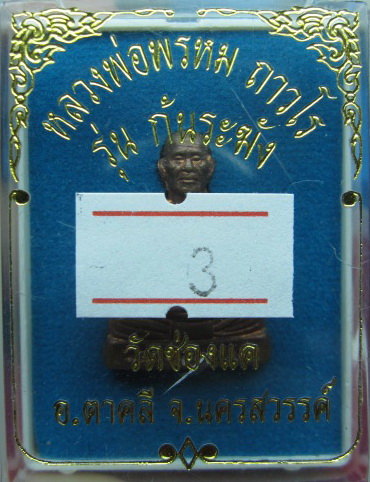 หลวงพ่อพรหม ถาวโร
รุ่น ก้นระฆัง
3
วัดช่องแค
อ.ตาคลี จ.นครสวรรค์